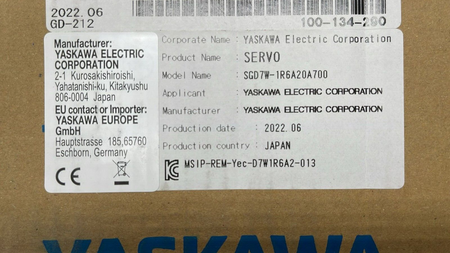 2022.06
GD-212
100-134-290
Manufacturer:
YASKAWA ELECTRIC
CORPORATION
2-1 Kurosakishiroishi,
Yahatanishi-ku, Kitakyushu
806-0004 Japan
EU contact or Importer:
YASKAWA EUROPE
GmbH
Hauptstrasse 185,65760
Eschborn, Germany
CE
Corporate Name : YASKAWA Electric Corporation
Product Name : SERVO
Model Name : SGD7W-1R6A20A700
Applicant : YASKAWA ELECTRIC CORPORATION
Manufacturer : YASKAWA ELECTRIC CORPORATION
Production date : 2022.06
Production country : JAPAN
MSIP-REM-Yec-D7W1R6A2-013
YASKAWA